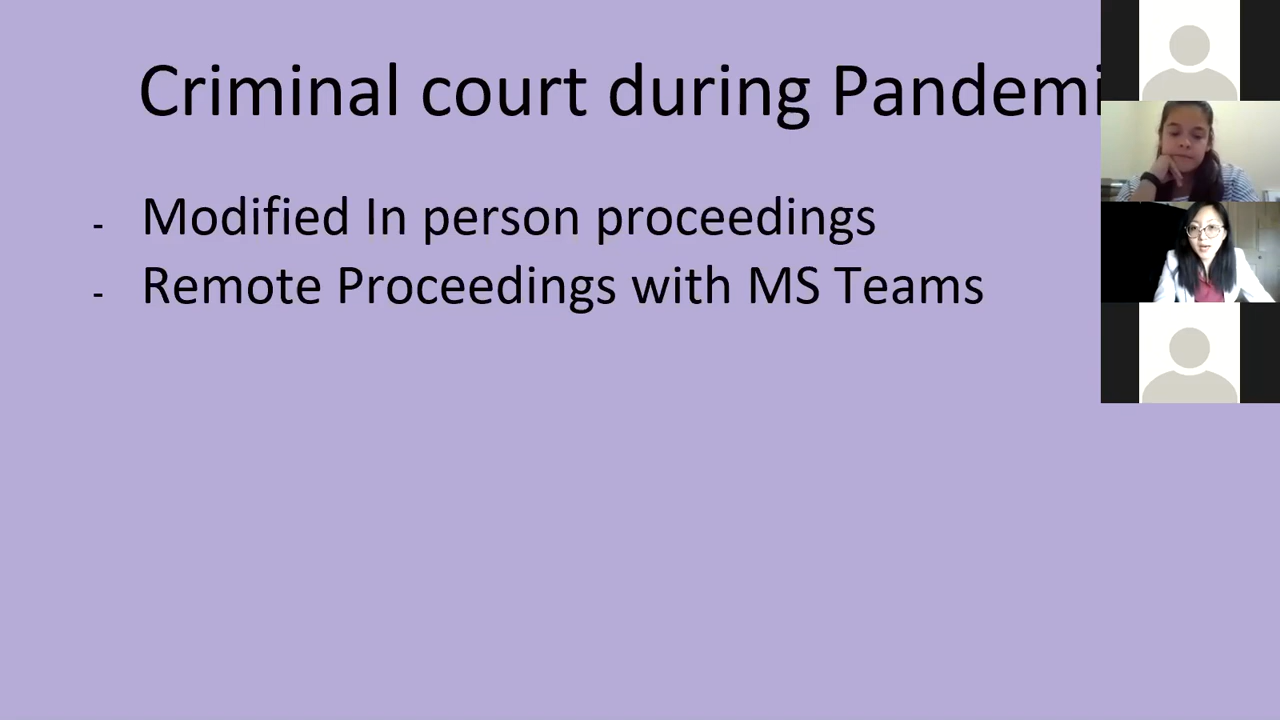 Criminal court during Pandemi
- Modified In person proceedings
- Remote Proceedings with MS Teams